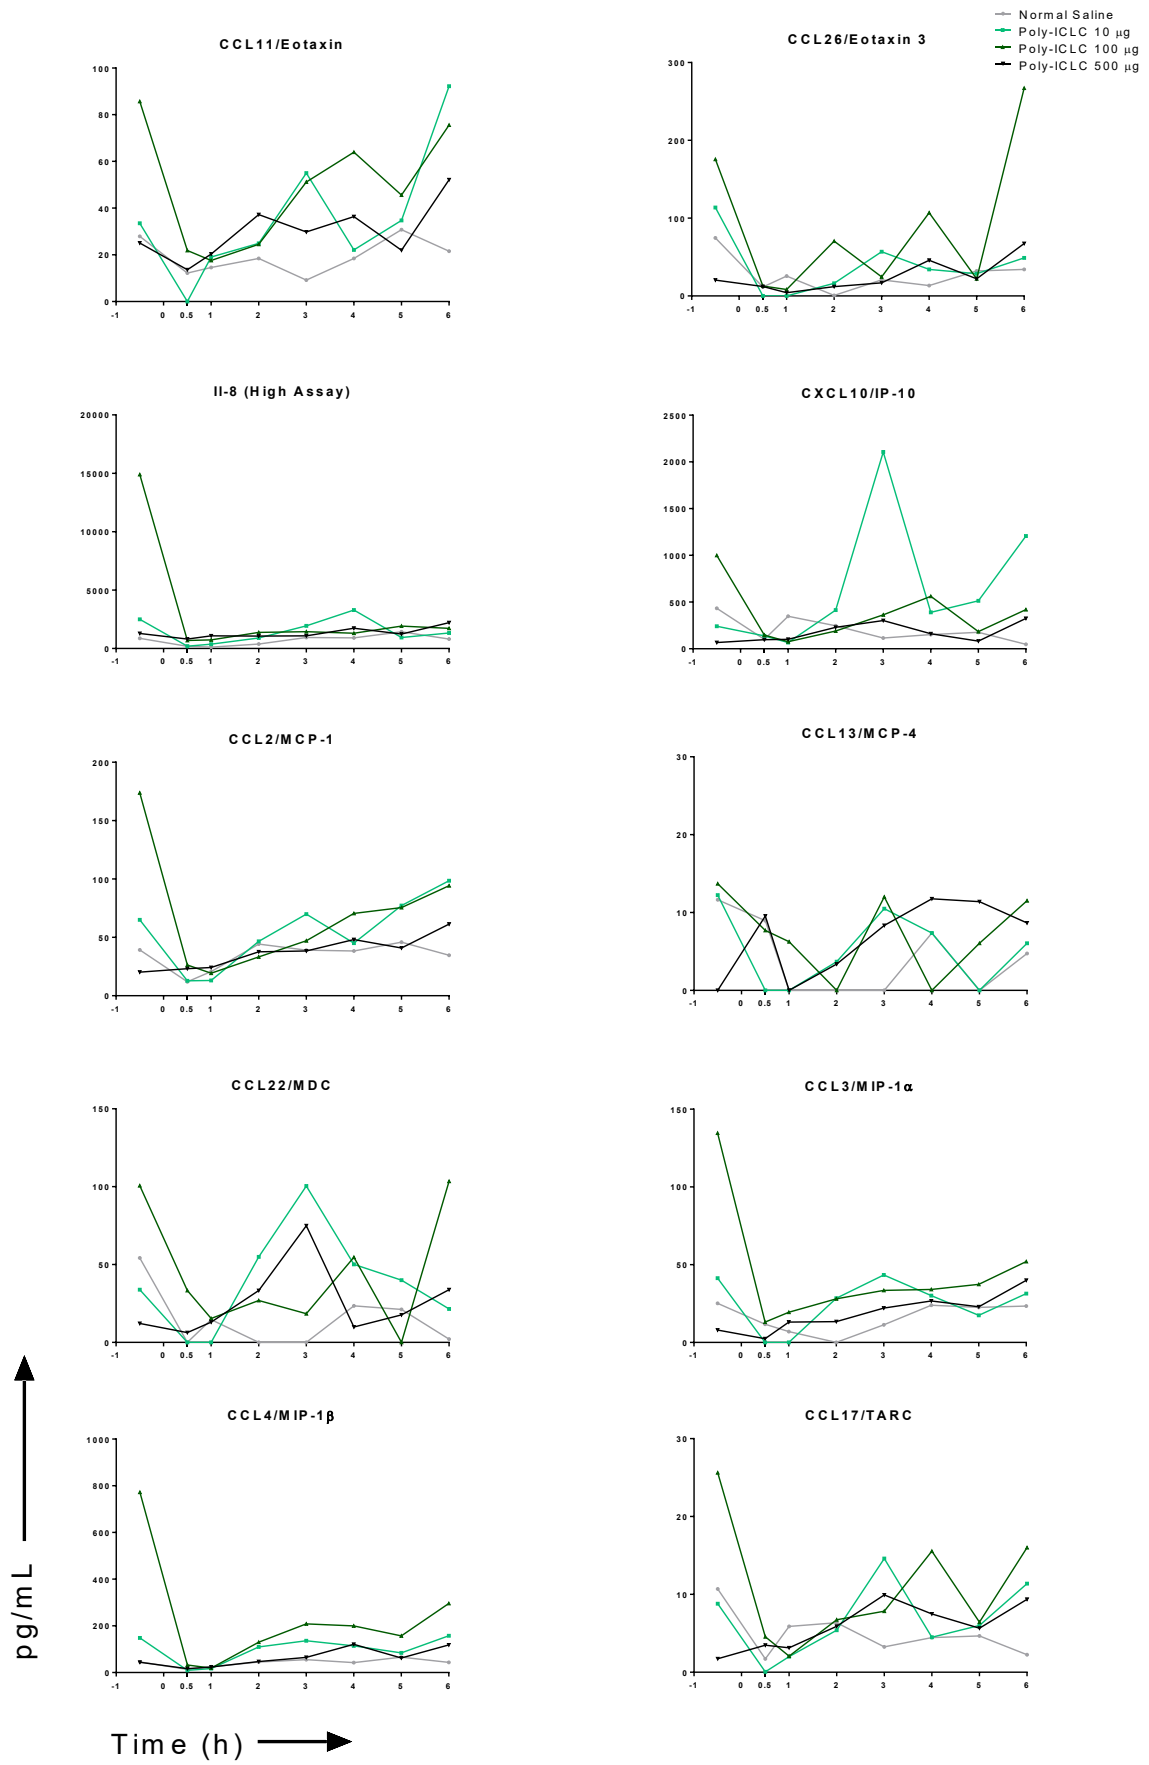 Normal Saline
Poly-ICLC 10 μg
Poly-ICLC 100 μg
Poly-ICLC 500 μg
CCL11/Eotaxin
100
80
60
40
20
0
-1 0 0.5 1 2 3 4 5 6
CCL26/Eotaxin 3
300
200
100
0
-1 0 0.5 1 2 3 4 5 6
Il-8 (High Assay)
20000
15000
10000
5000
0
-1 0 0.5 1 2 3 4 5 6
CXCL10/IP-10
2500
2000
1500
1000
500
0
-1 0 0.5 1 2 3 4 5 6
CCL2/MCP-1
200
150
100
50
0
-1 0 0.5 1 2 3 4 5 6
CCL13/MCP-4
30
20
10
0
-1 0 0.5 1 2 3 4 5 6
CCL22/MDC
150
100
50
0
-1 0 0.5 1 2 3 4 5 6
CCL3/MIP-1α
150
100
50
0
-1 0 0.5 1 2 3 4 5 6
CCL4/MIP-1β
1000
800
600
400
200
0
-1 0 0.5 1 2 3 4 5 6
CCL17/TARC
30
20
10
0
-1 0 0.5 1 2 3 4 5 6
pg/mL
Time (h)